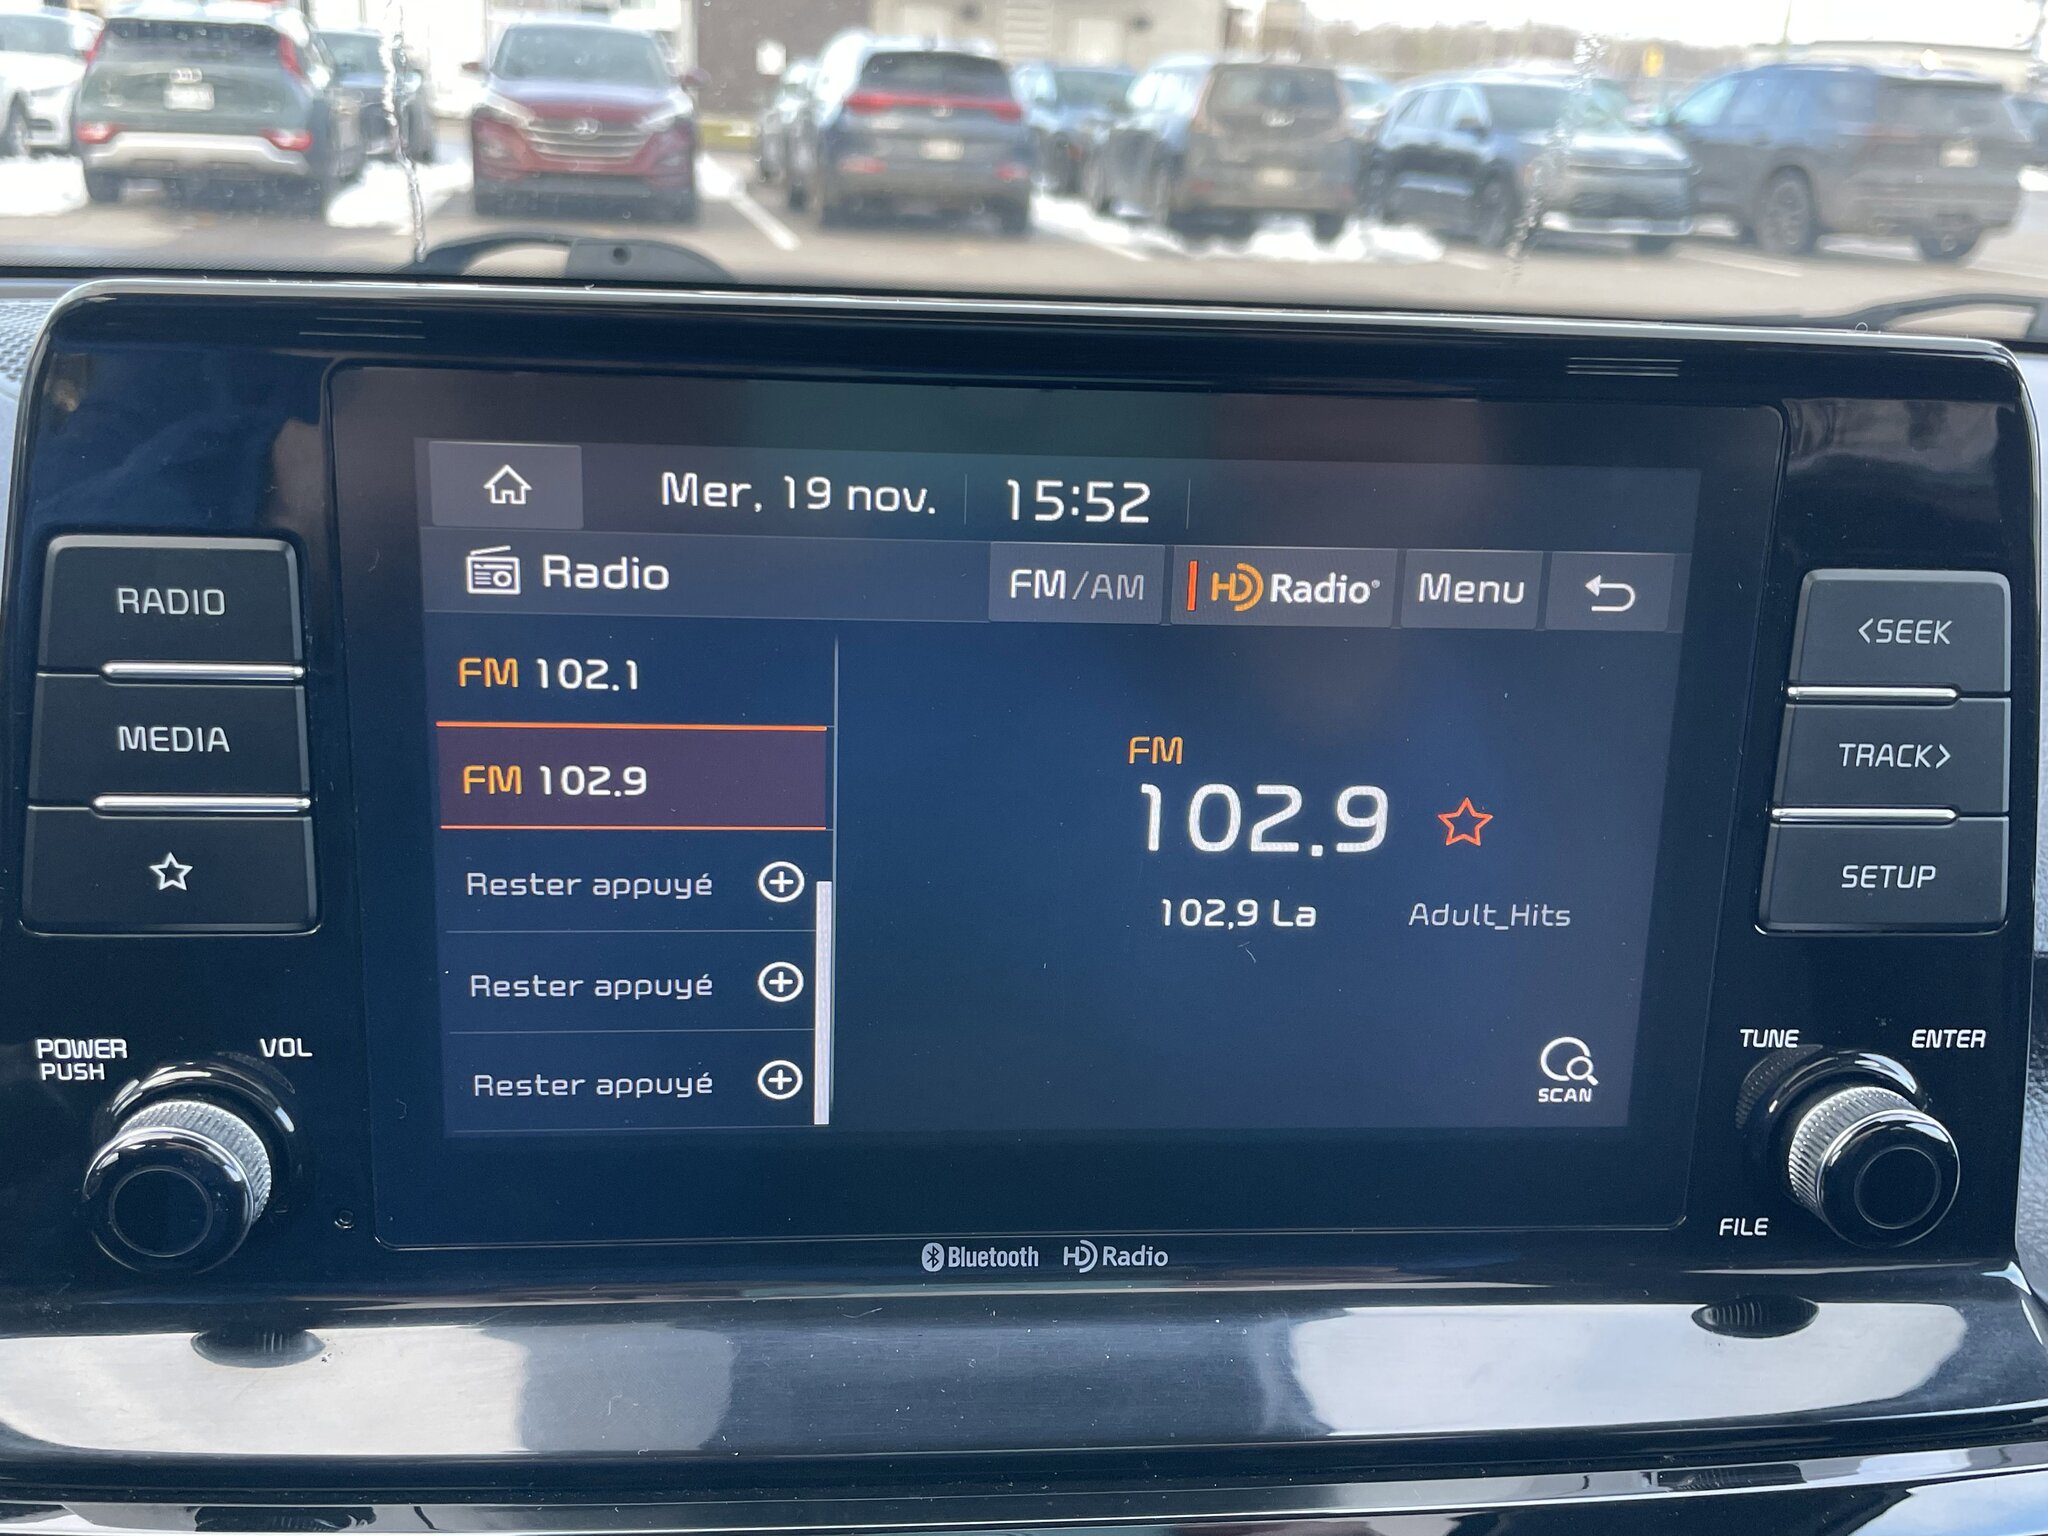 Mer, 19 nov. 15:52
Radio FM/AM HD Radio® Menu
FM 102.1
FM 102.9
Rester appuyé
Rester appuyé
Rester appuyé
FM
102.9
102,9 La Adult_Hits
SCAN
RADIO
MEDIA
POWER PUSH
VOL
<SEEK
TRACK>
SETUP
TUNE
ENTER
FILE
Bluetooth HD Radio